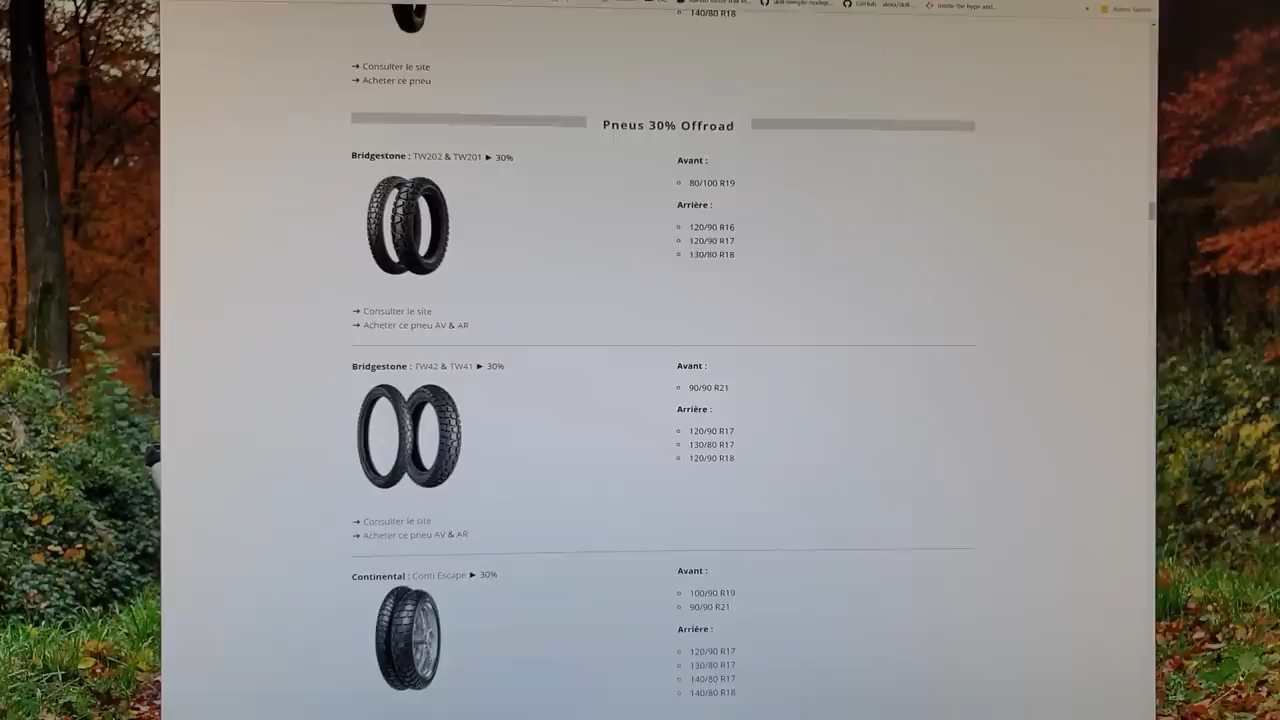 140/80 R18
➞ Consulter le site
➞ Acheter ce pneu
Pneus 30% Offroad
Bridgestone : TW202 & TW201 ► 30%
Avant :
80/100 R19
Arrière :
120/90 R16
120/90 R17
130/80 R18
➞ Consulter le site
➞ Acheter ce pneu AV & AR
Bridgestone : TW42 & TW41 ► 30%
Avant :
90/90 R21
Arrière :
120/90 R17
130/80 R17
120/90 R18
➞ Consulter le site
➞ Acheter ce pneu AV & AR
Continental : Conti Escape ► 30%
Avant :
100/90 R19
90/90 R21
Arrière :
120/90 R17
130/80 R17
140/80 R17
140/80 R18